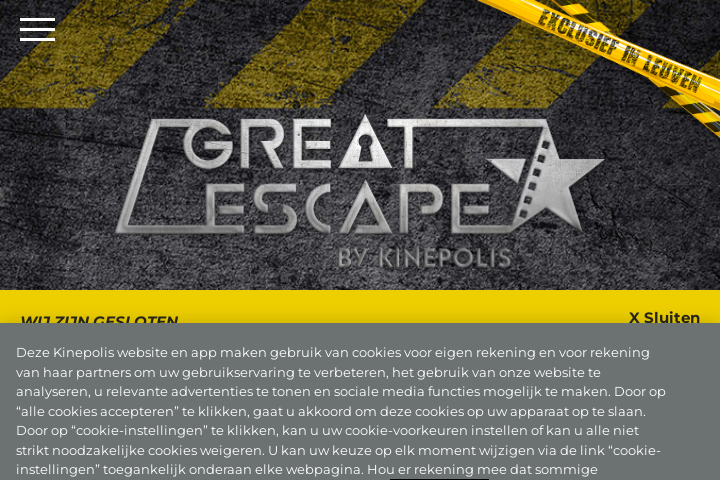 EXCLUSIEF IN LEUVEN
GREAT
ESCAPE
BY KINEPOLIS
WIJ ZIJN GESLOTEN
X Sluiten
Deze Kinepolis website en app maken gebruik van cookies voor eigen rekening en voor rekening
van haar partners om uw gebruikservaring te verbeteren, het gebruik van onze website te
analyseren, u relevante advertenties te tonen en sociale media functies mogelijk te maken. Door op
“alle cookies accepteren” te klikken, gaat u akkoord om deze cookies op uw apparaat op te slaan.
Door op “cookie-instellingen” te klikken, kan u uw cookie-voorkeuren instellen of kan u alle niet
strikt noodzakelijke cookies weigeren. U kan uw keuze op elk moment wijzigen via de link “cookie-
instellingen” toegankelijk onderaan elke webpagina. Hou er rekening mee dat sommige